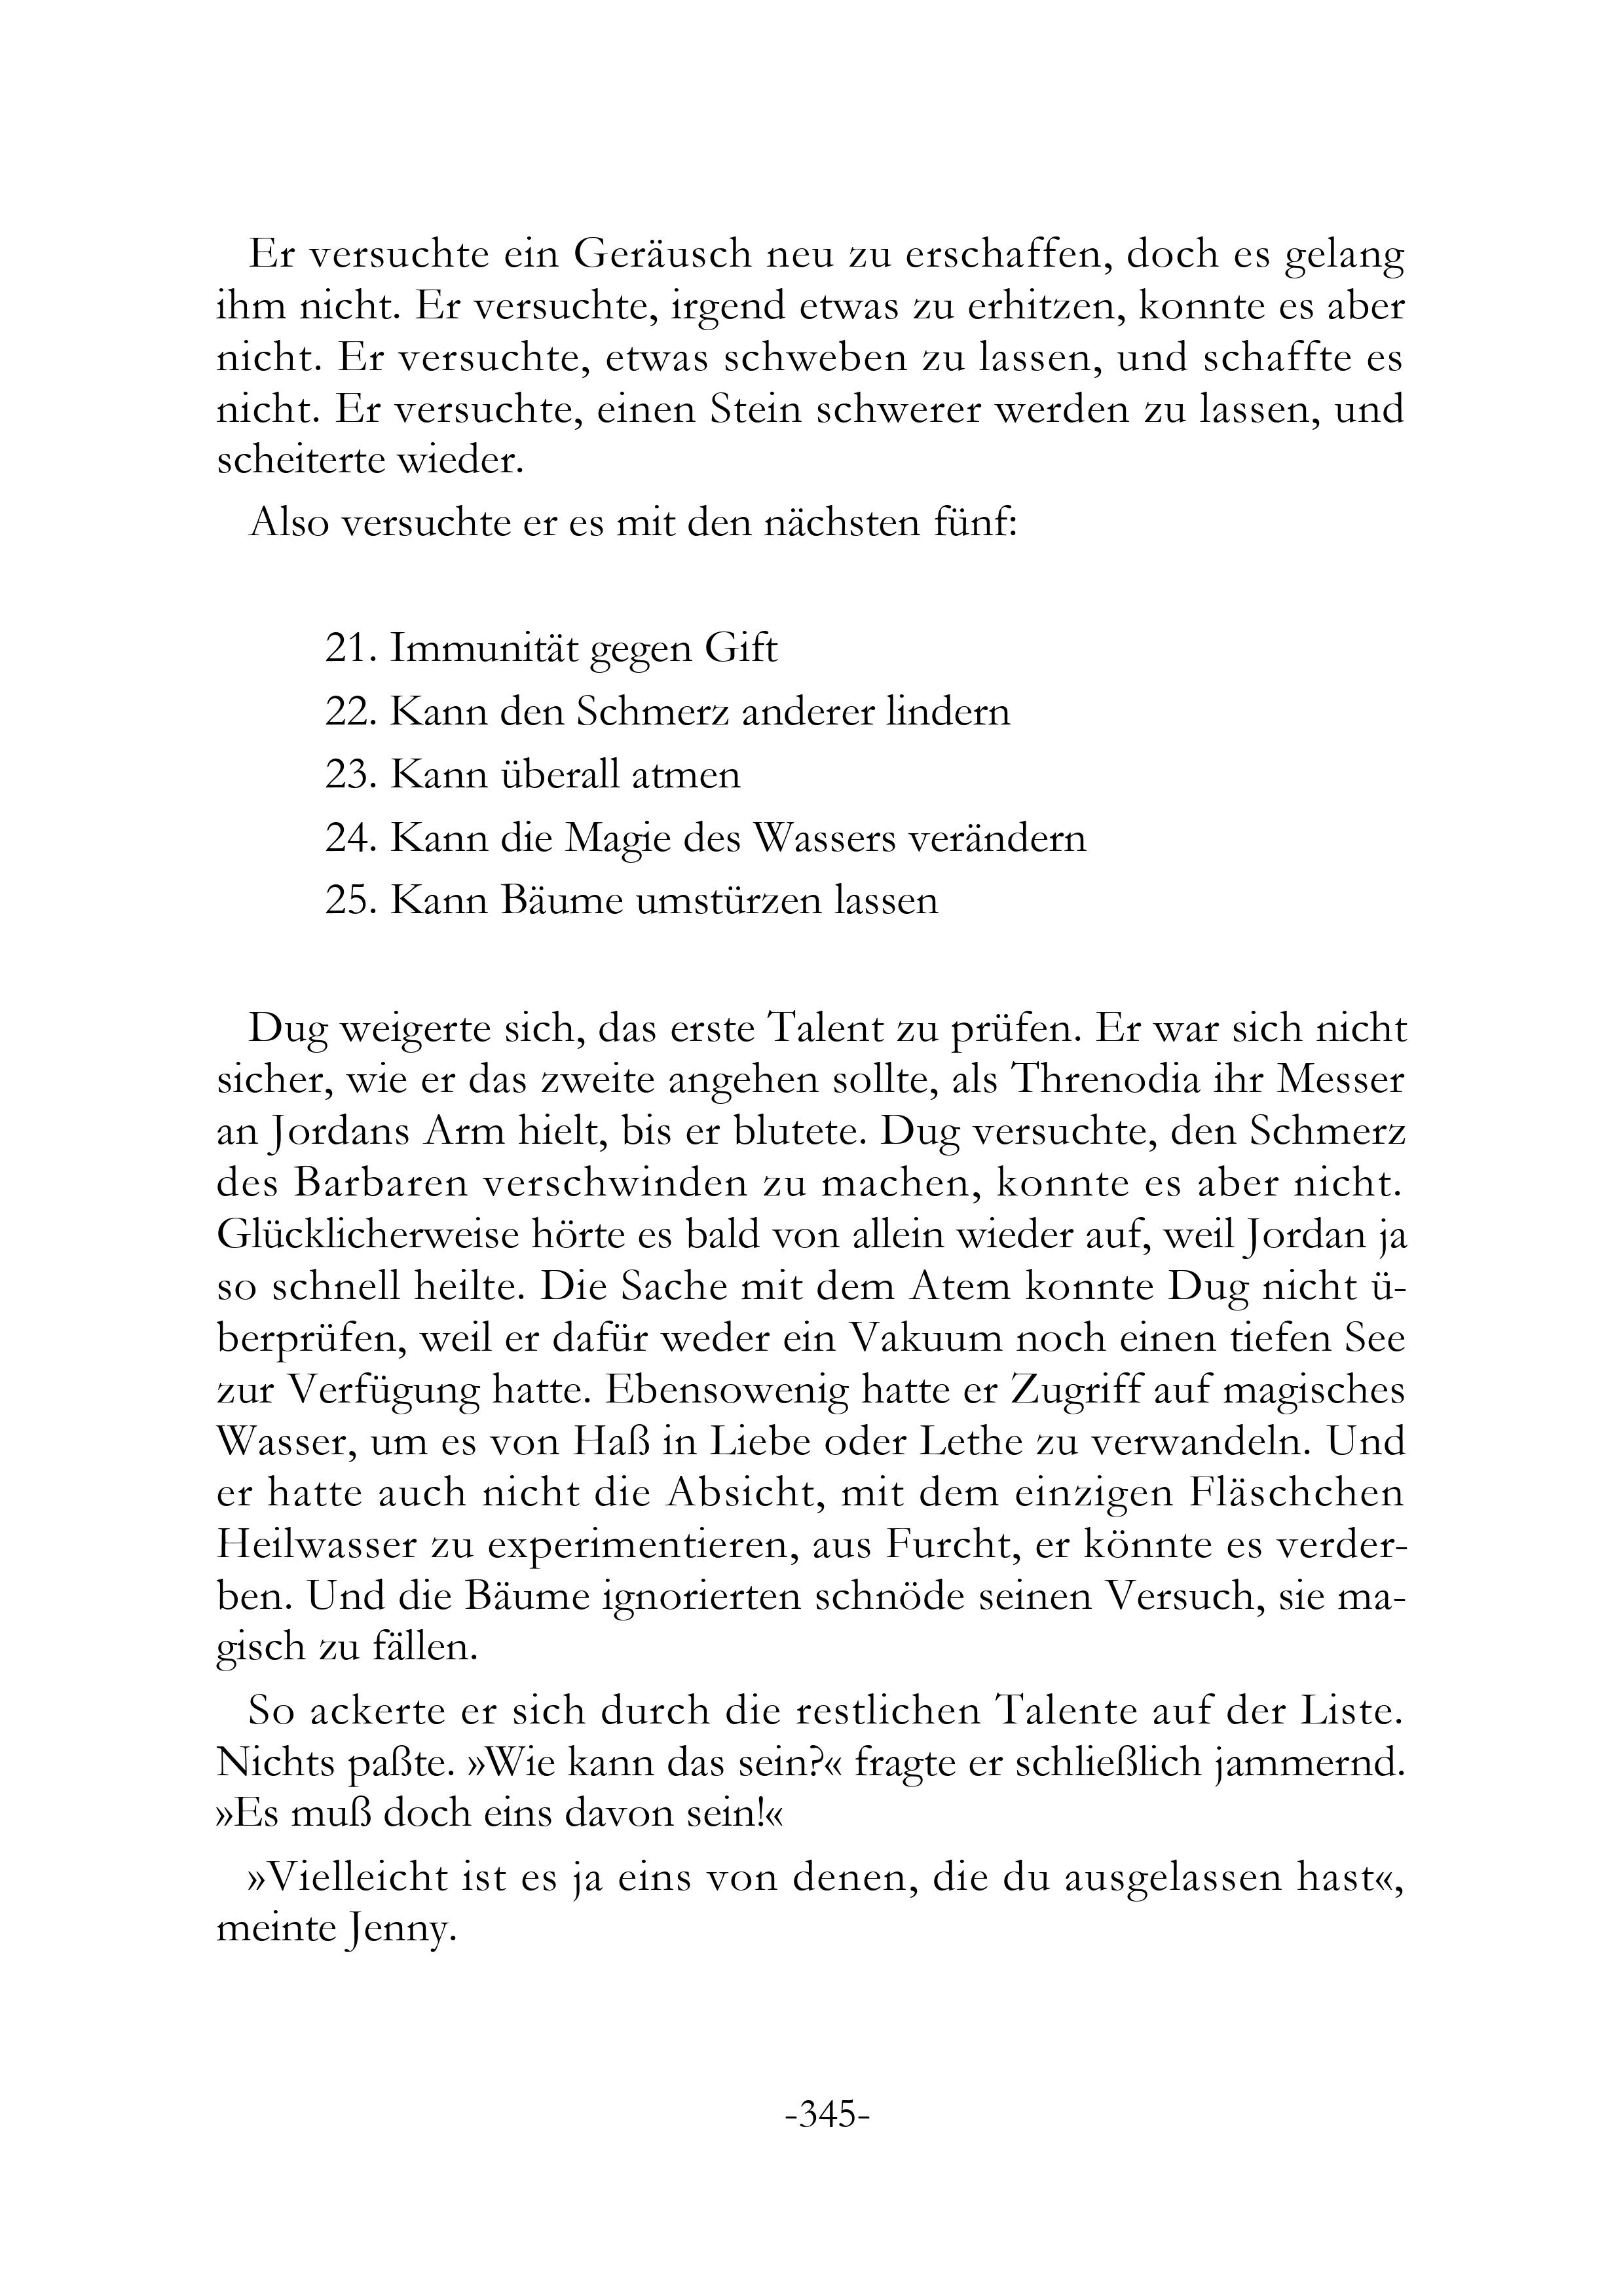 Er versuchte ein Geräusch neu zu erschaffen, doch es gelang
ihm nicht. Er versuchte, irgend etwas zu erhitzen, konnte es aber
nicht. Er versuchte, etwas schweben zu lassen, und schaffte es
nicht. Er versuchte, einen Stein schwerer werden zu lassen, und
scheiterte wieder.
Also versuchte er es mit den nächsten fünf:
21. Immunität gegen Gift
22. Kann den Schmerz anderer lindern
23. Kann überall atmen
24. Kann die Magie des Wassers verändern
25. Kann Bäume umstürzen lassen
Dug weigerte sich, das erste Talent zu prüfen. Er war sich nicht
sicher, wie er das zweite angehen sollte, als Threnodia ihr Messer
an Jordans Arm hielt, bis er blutete. Dug versuchte, den Schmerz
des Barbaren verschwinden zu machen, konnte es aber nicht.
Glücklicherweise hörte es bald von allein wieder auf, weil Jordan ja
so schnell heilte. Die Sache mit dem Atem konnte Dug nicht ü-
berprüfen, weil er dafür weder ein Vakuum noch einen tiefen See
zur Verfügung hatte. Ebensowenig hatte er Zugriff auf magisches
Wasser, um es von Haß in Liebe oder Lethe zu verwandeln. Und
er hatte auch nicht die Absicht, mit dem einzigen Fläschchen
Heilwasser zu experimentieren, aus Furcht, er könnte es verder-
ben. Und die Bäume ignorierten schnöde seinen Versuch, sie ma-
gisch zu fällen.
So ackerte er sich durch die restlichen Talente auf der Liste.
Nichts paßte. »Wie kann das sein?« fragte er schließlich jammernd.
»Es muß doch eins davon sein!«
»Vielleicht ist es ja eins von denen, die du ausgelassen hast«,
meinte Jenny.
-345-